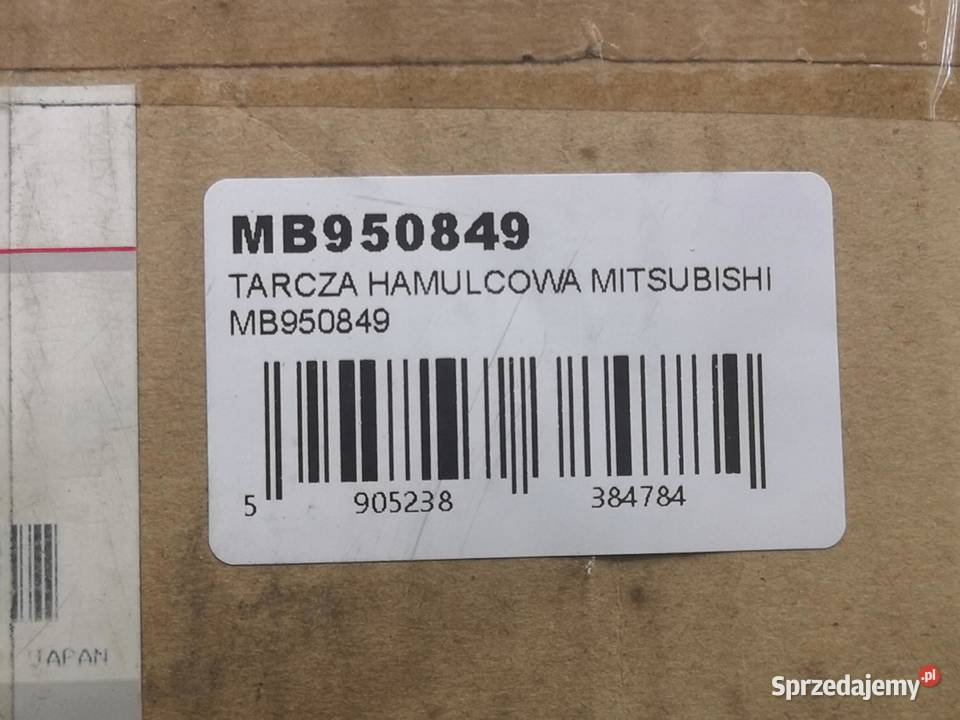 MB950849
TARCZA HAMULCOWA MITSUBISHI
MB950849
5 905238 384784
JAPAN
Sprzedajemy.pl